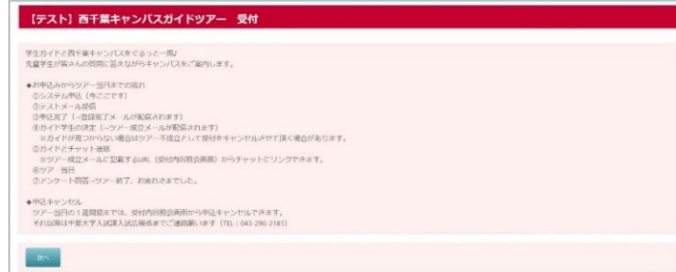 【テスト】西千葉キャンパスガイドツアー 受付
学生ガイドと西千葉キャンパスをぐるっと一周♪
先輩学生が皆さんの質問に答えながらキャンパスをご案内します。
◆お申込みからツアー当日までの流れ
①システム申込（今ここです）
②テストメール受信
③申込完了（→登録完了メールが配信されます）
④ガイド学生の決定（→ツアー成立メールが配信されます）
※ガイドが見つからない場合はツアー不成立として受付をキャンセルさせて頂く場合があります。
⑤ガイドとチャット連絡
※ツアー成立メールに記載するURL（受付内容照会画面）からチャットにリンクできます。
⑥ツアー当日
⑦アンケート回答→ツアー終了、お疲れさまでした。
◆申込キャンセル
ツアー当日の１週間前までは、受付内容照会画面から申込キャンセルできます。
それ以降は千葉大学入試課入試広報係までご連絡願います（TEL：043-290-2181）
次へ